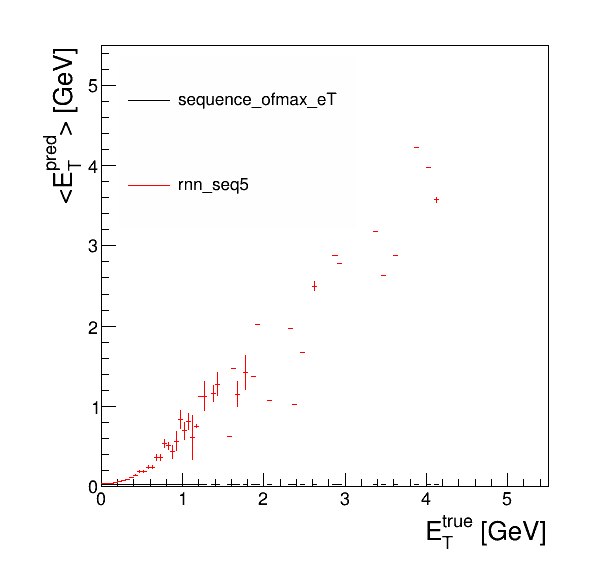 <E_T^pred> [GeV]
sequence_ofmax_eT
rnn_seq5
5
4
3
2
1
0
0 1 2 3 4 5
E_T^true [GeV]